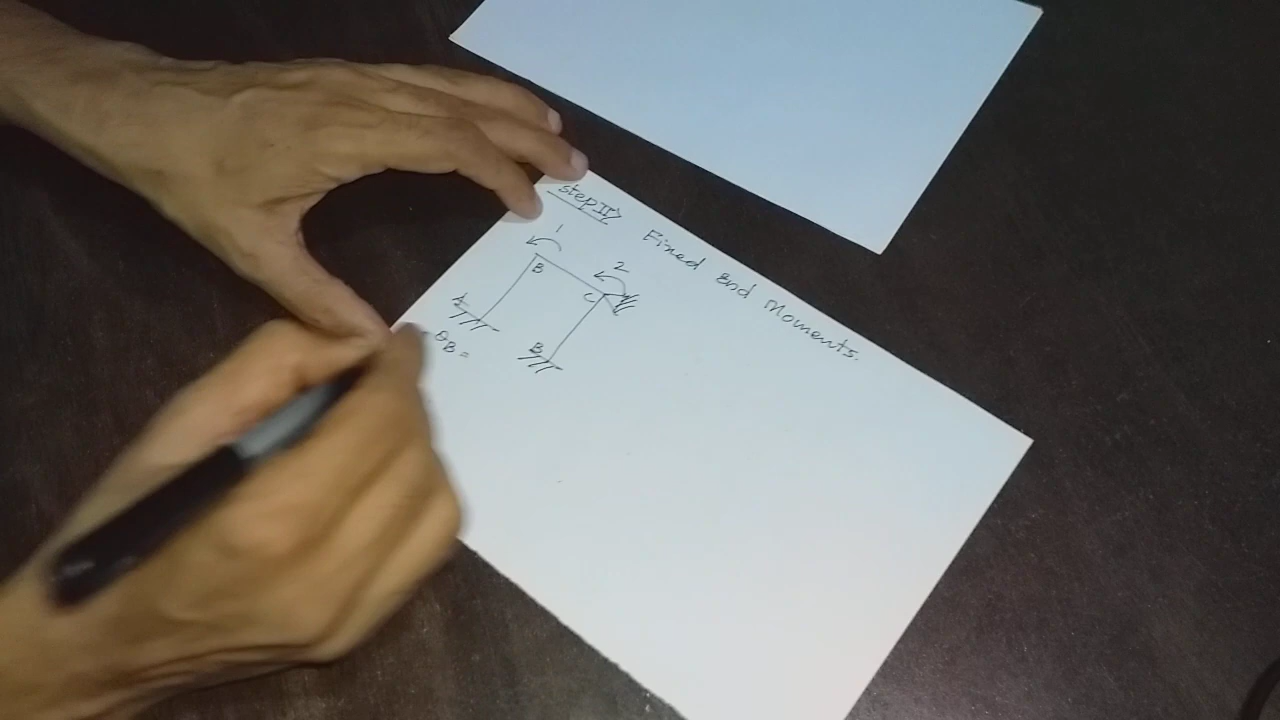 step II>
Fixed End Moments.
1
2
B
C
A
B
θB =